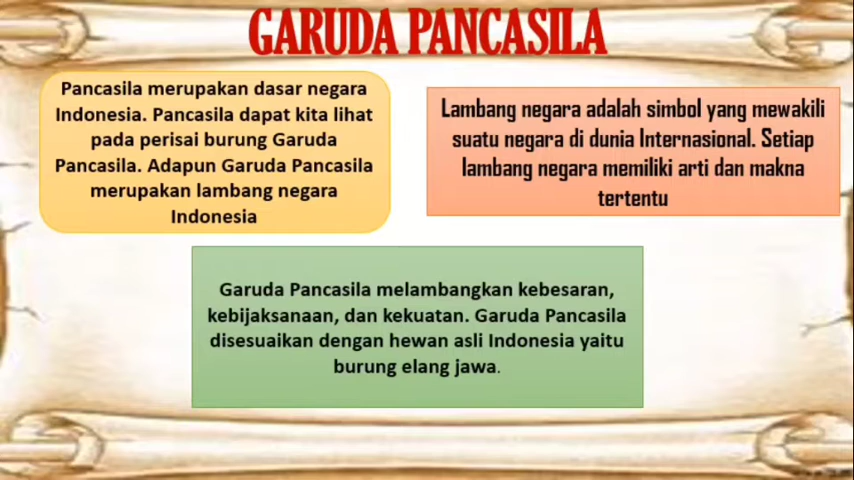 GARUDA PANCASILA
Pancasila merupakan dasar negara
Indonesia. Pancasila dapat kita lihat
pada perisai burung Garuda
Pancasila. Adapun Garuda Pancasila
merupakan lambang negara
Indonesia
Lambang negara adalah simbol yang mewakili
suatu negara di dunia Internasional. Setiap
lambang negara memiliki arti dan makna
tertentu
Garuda Pancasila melambangkan kebesaran,
kebijaksanaan, dan kekuatan. Garuda Pancasila
disesuaikan dengan hewan asli Indonesia yaitu
burung elang jawa.